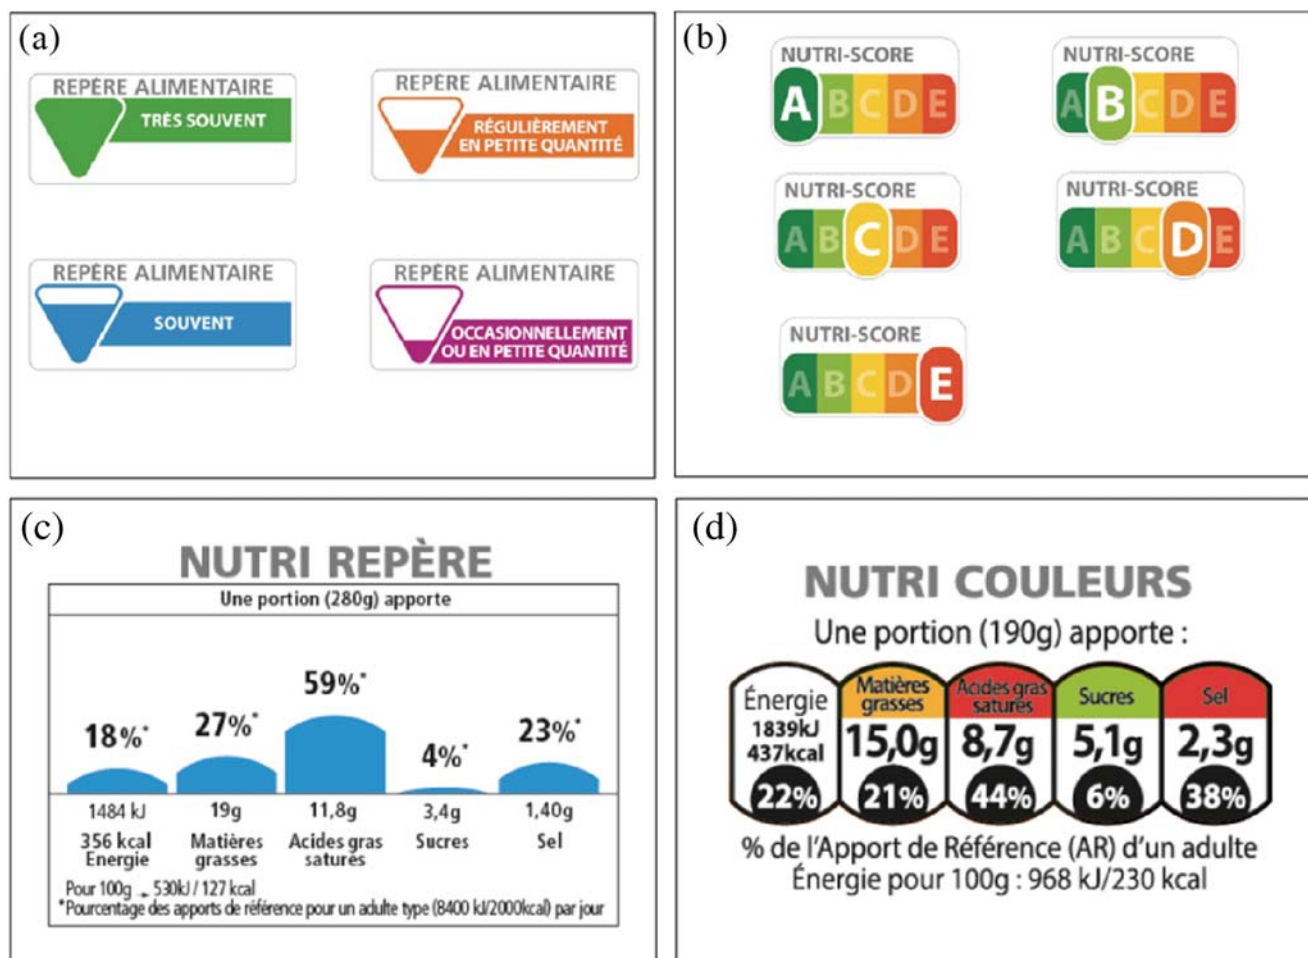 (a)
REPÈRE ALIMENTAIRE
TRÈS SOUVENT
REPÈRE ALIMENTAIRE
RÉGULIÈREMENT
EN PETITE QUANTITÉ
REPÈRE ALIMENTAIRE
SOUVENT
REPÈRE ALIMENTAIRE
OCCASIONNELLEMENT
OU EN PETITE QUANTITÉ
(b)
NUTRI-SCORE
A B C D E
NUTRI-SCORE
A B C D E
NUTRI-SCORE
A B C D E
NUTRI-SCORE
A B C D E
NUTRI-SCORE
A B C D E
(c)
NUTRI REPÈRE
Une portion (280g) apporte
18%* 27%* 59%* 4%* 23%*
1484 kJ 19g 11,8g 3,4g 1,40g
356 kcal Matières Acides gras Sucres Sel
Energie grasses saturés
Pour 100g → 530kJ / 127 kcal
*Pourcentage des apports de référence pour un adulte type (8400 kJ/2000kcal) par jour
(d)
NUTRI COULEURS
Une portion (190g) apporte :
Énergie Matières grasses Acides gras saturés Sucres Sel
1839kJ
437kcal 15,0g 8,7g 5,1g 2,3g
22% 21% 44% 6% 38%
% de l'Apport de Référence (AR) d'un adulte
Énergie pour 100g : 968 kJ/230 kcal